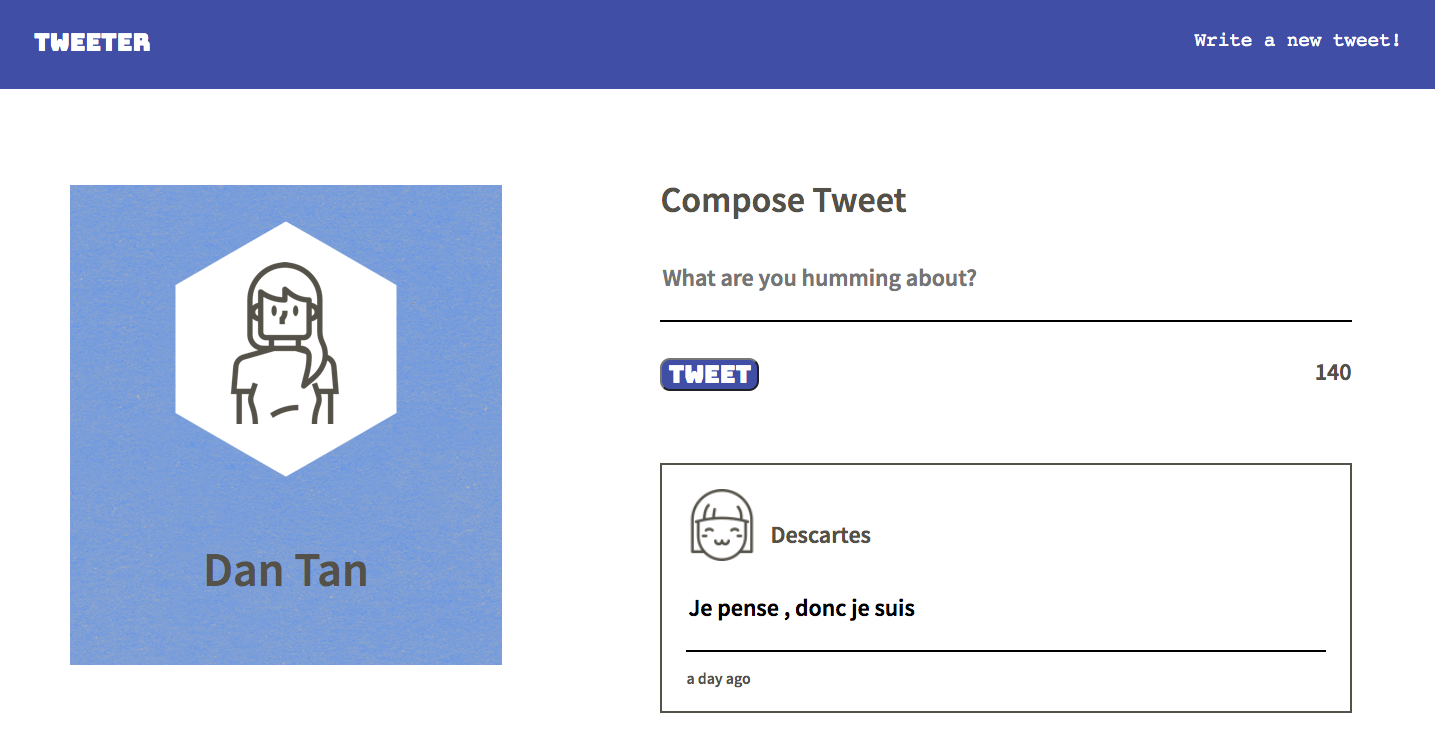 TWEETER
Write a new tweet!
Dan Tan
Compose Tweet
What are you humming about?
TWEET
140
Descartes
Je pense , donc je suis
a day ago